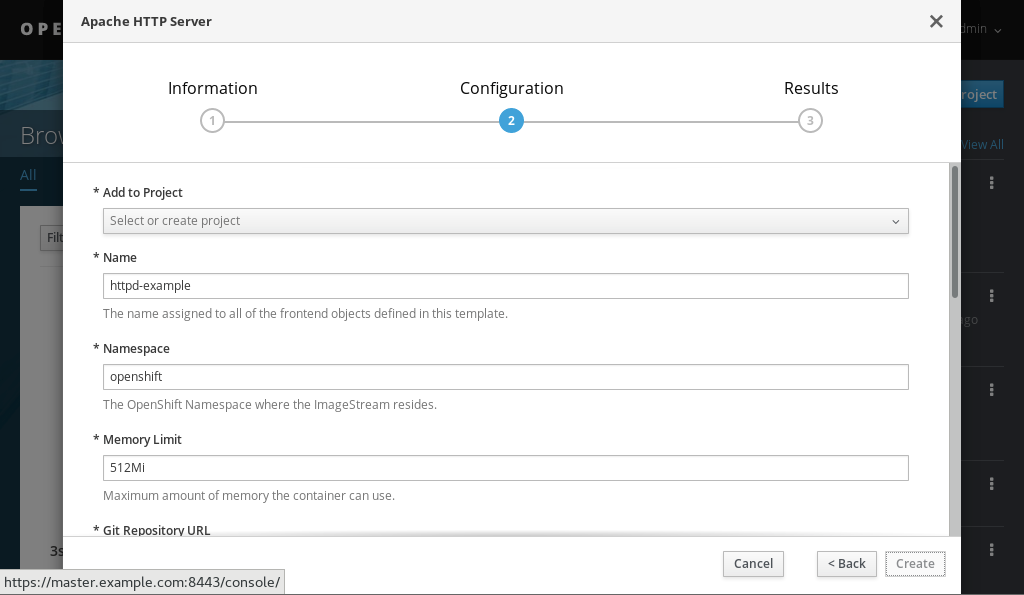 Apache HTTP Server
OPE
dmin
Information
Configuration
Results
1
2
3
roject
Brow
View All
All
* Add to Project
Select or create project
Filt
* Name
httpd-example
The name assigned to all of the frontend objects defined in this template.
ago
* Namespace
openshift
The OpenShift Namespace where the ImageStream resides.
* Memory Limit
512Mi
Maximum amount of memory the container can use.
* Git Repository URL
3s
Cancel
< Back
Create
https://master.example.com:8443/console/